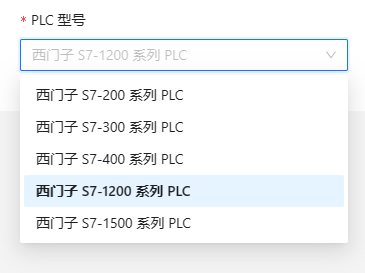 * PLC 型号
西门子 S7-1200 系列 PLC
西门子 S7-200 系列 PLC
西门子 S7-300 系列 PLC
西门子 S7-400 系列 PLC
西门子 S7-1200 系列 PLC
西门子 S7-1500 系列 PLC